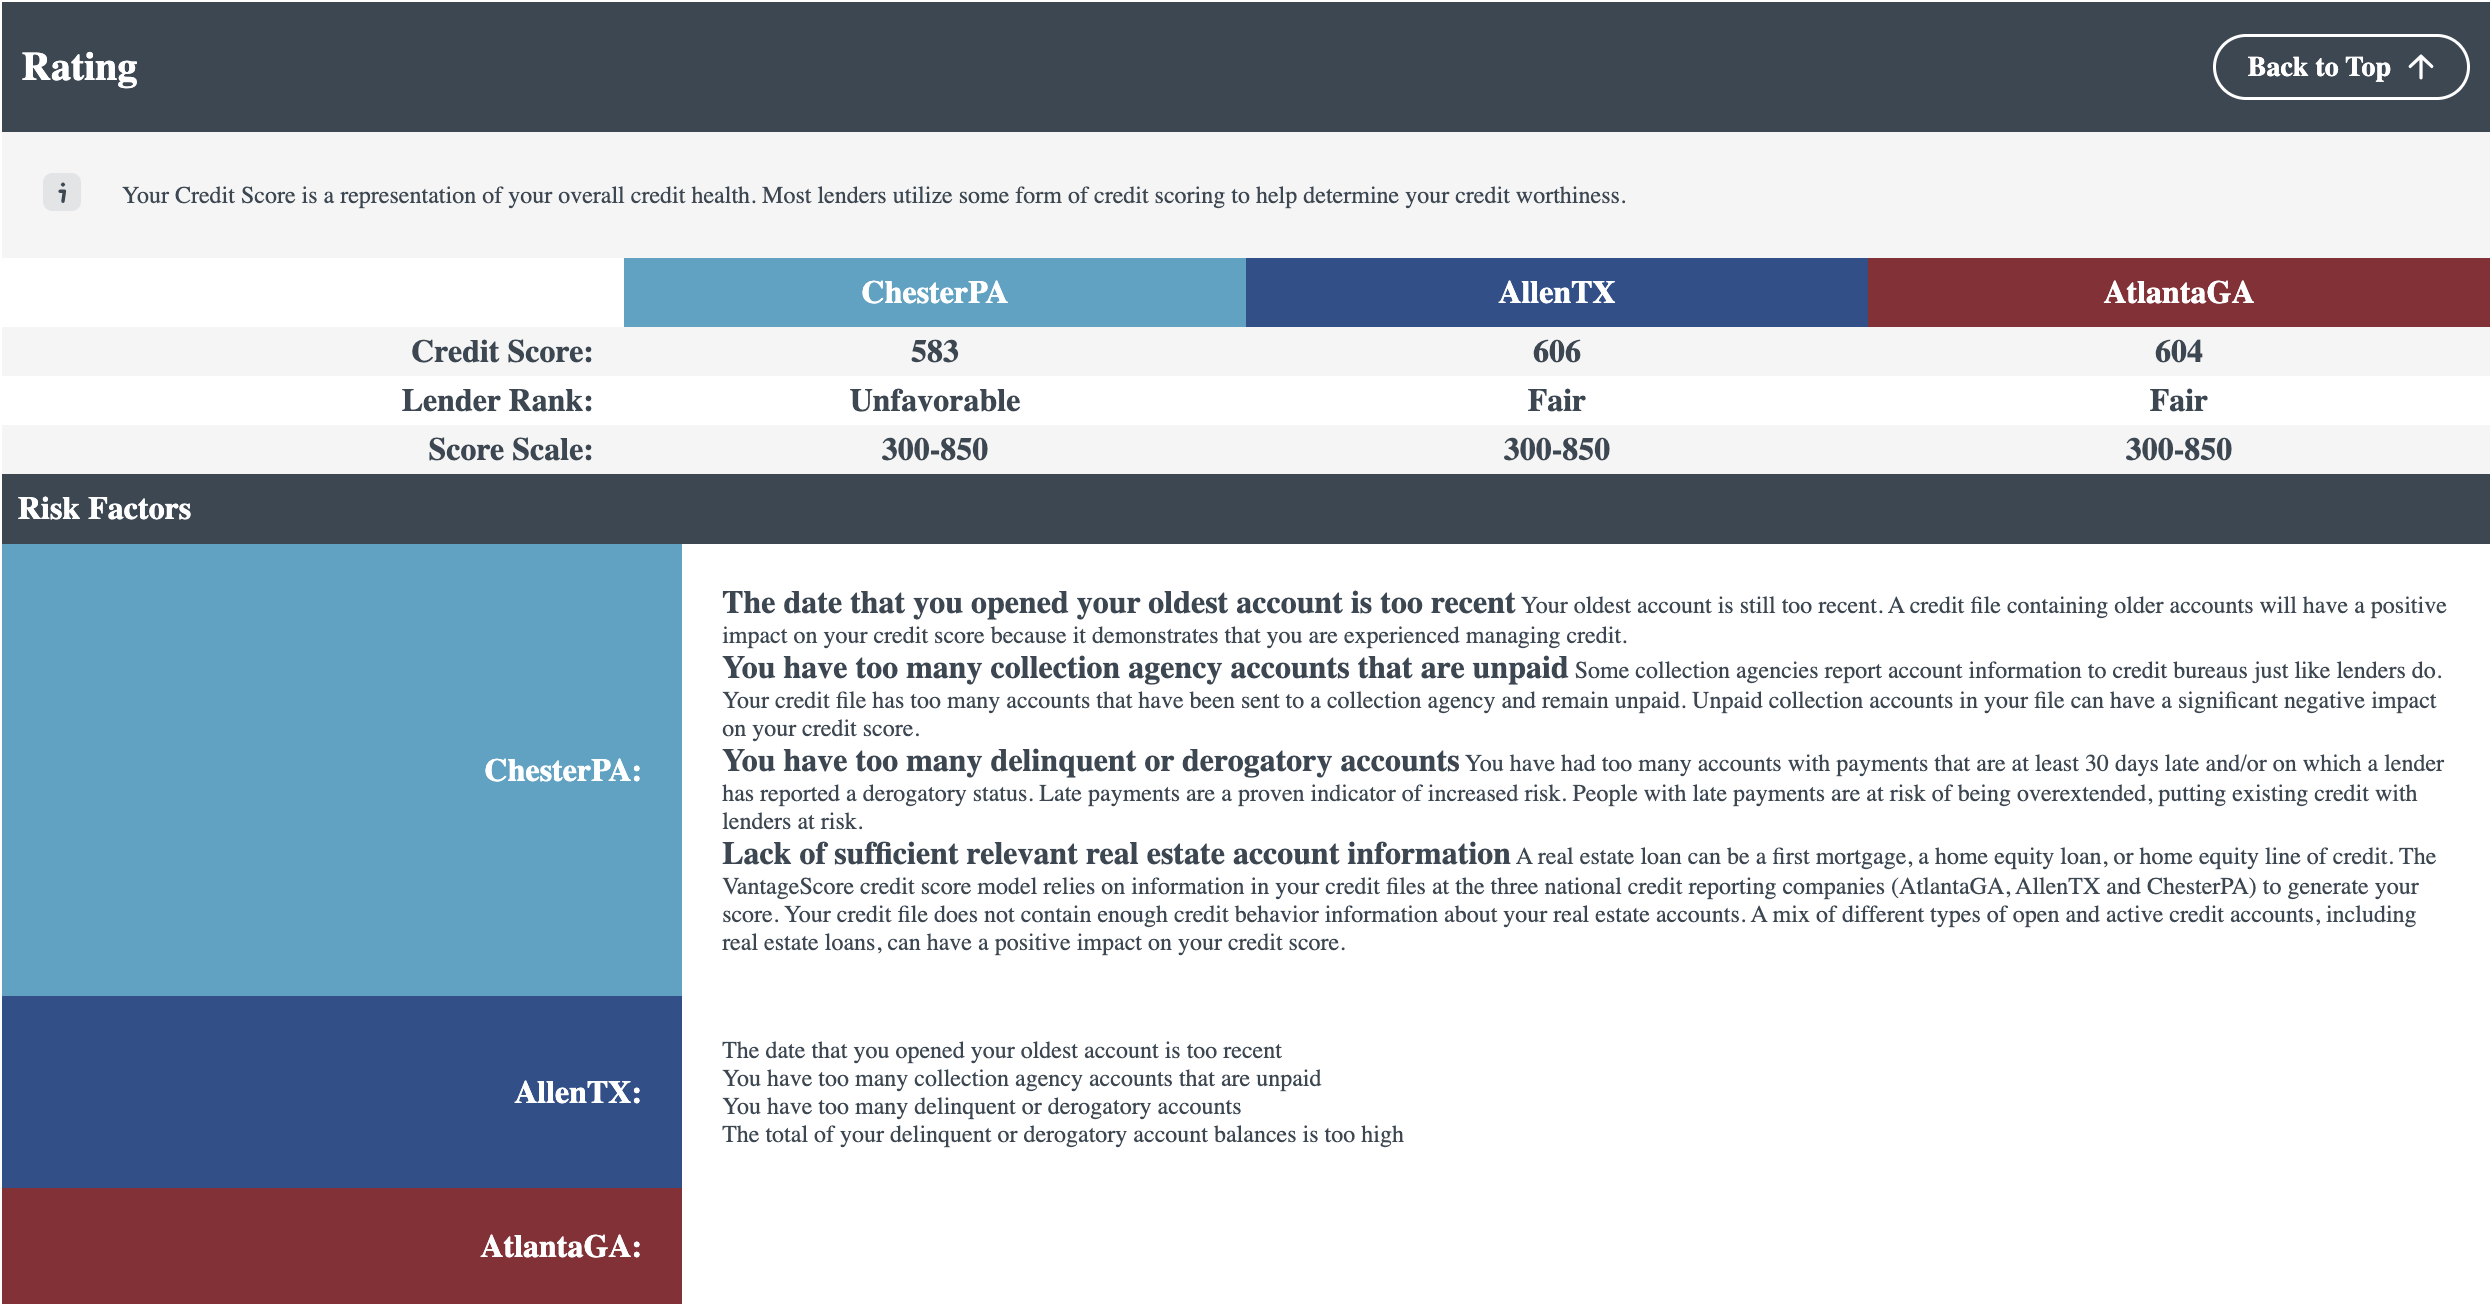 Rating
Back to Top ↑
i
Your Credit Score is a representation of your overall credit health. Most lenders utilize some form of credit scoring to help determine your credit worthiness.
ChesterPA AllenTX AtlantaGA
Credit Score: 583 606 604
Lender Rank: Unfavorable Fair Fair
Score Scale: 300-850 300-850 300-850
Risk Factors
ChesterPA:
The date that you opened your oldest account is too recent Your oldest account is still too recent. A credit file containing older accounts will have a positive
impact on your credit score because it demonstrates that you are experienced managing credit.
You have too many collection agency accounts that are unpaid Some collection agencies report account information to credit bureaus just like lenders do.
Your credit file has too many accounts that have been sent to a collection agency and remain unpaid. Unpaid collection accounts in your file can have a significant negative impact
on your credit score.
You have too many delinquent or derogatory accounts You have had too many accounts with payments that are at least 30 days late and/or on which a lender
has reported a derogatory status. Late payments are a proven indicator of increased risk. People with late payments are at risk of being overextended, putting existing credit with
lenders at risk.
Lack of sufficient relevant real estate account information A real estate loan can be a first mortgage, a home equity loan, or home equity line of credit. The
VantageScore credit score model relies on information in your credit files at the three national credit reporting companies (AtlantaGA, AllenTX and ChesterPA) to generate your
score. Your credit file does not contain enough credit behavior information about your real estate accounts. A mix of different types of open and active credit accounts, including
real estate loans, can have a positive impact on your credit score.
AllenTX:
The date that you opened your oldest account is too recent
You have too many collection agency accounts that are unpaid
You have too many delinquent or derogatory accounts
The total of your delinquent or derogatory account balances is too high
AtlantaGA: